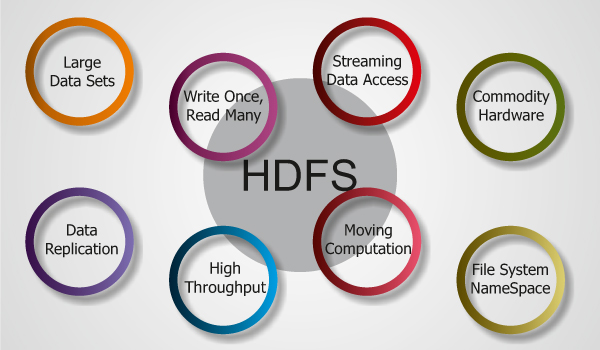 Large
Data Sets
Write Once,
Read Many
Streaming
Data Access
Commodity
Hardware
HDFS
Data
Replication
High
Throughput
Moving
Computation
File System
NameSpace